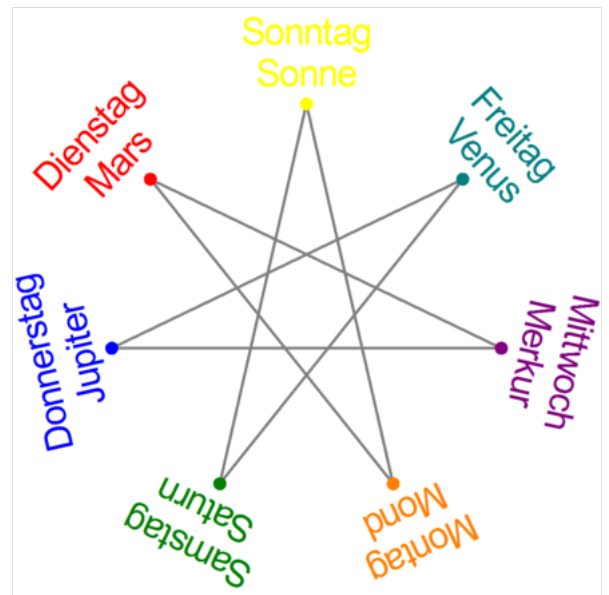 Sonntag
Sonne
Freitag
Venus
Mittwoch
Merkur
Mond
Montag
Saturn
Samstag
Donnerstag
Jupiter
Dienstag
Mars